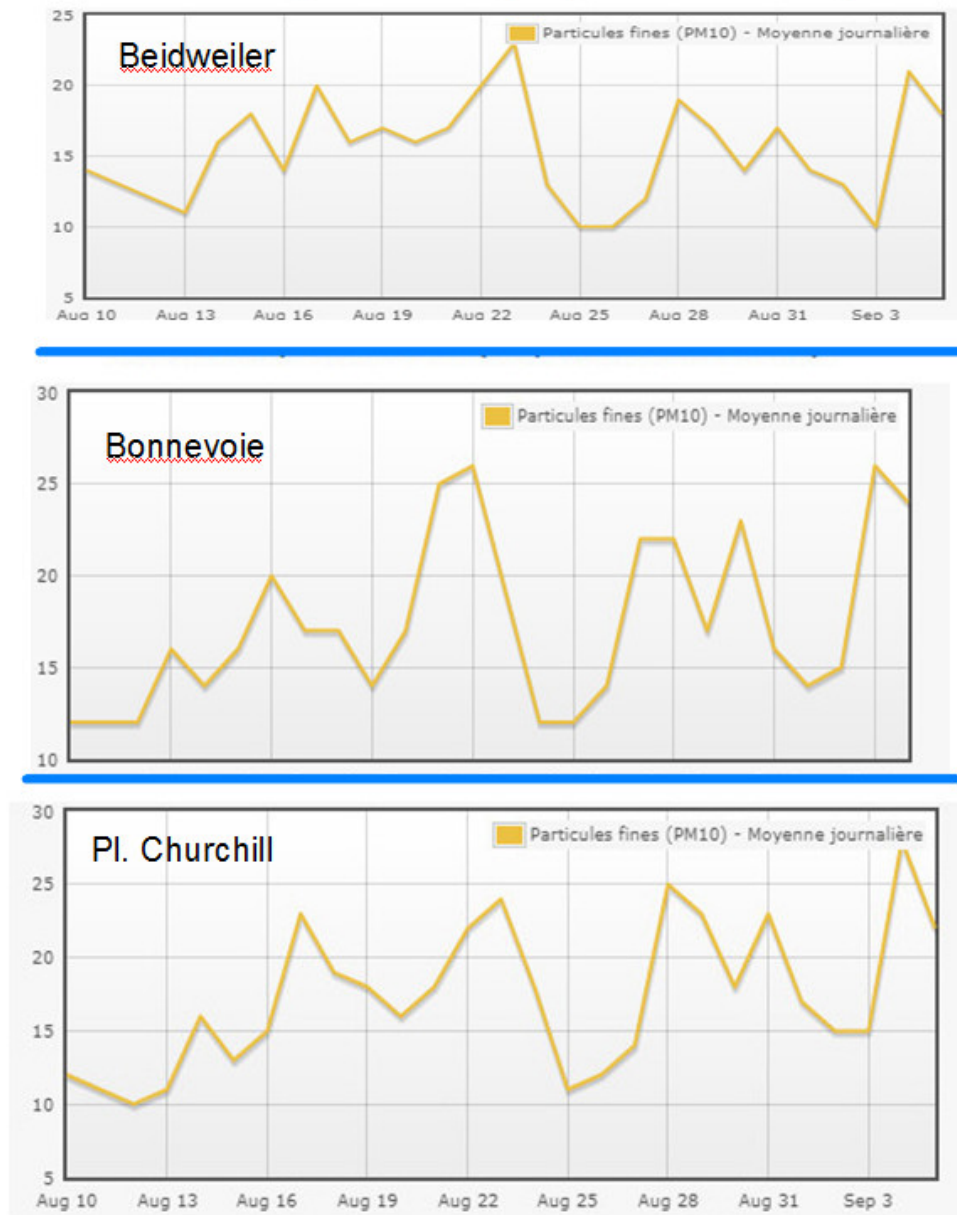 25
Particules fines (PM10) - Moyenne journalière
Beidweiler
20
15
10
5
Aug 10 Aug 13 Aug 16 Aug 19 Aug 22 Aug 25 Aug 28 Aug 31 Sep 3
30
Particules fines (PM10) - Moyenne journalière
Bonnevoie
25
20
15
10
30
Particules fines (PM10) - Moyenne journalière
Pl. Churchill
25
20
15
10
5
Aug 10 Aug 13 Aug 16 Aug 19 Aug 22 Aug 25 Aug 28 Aug 31 Sep 3